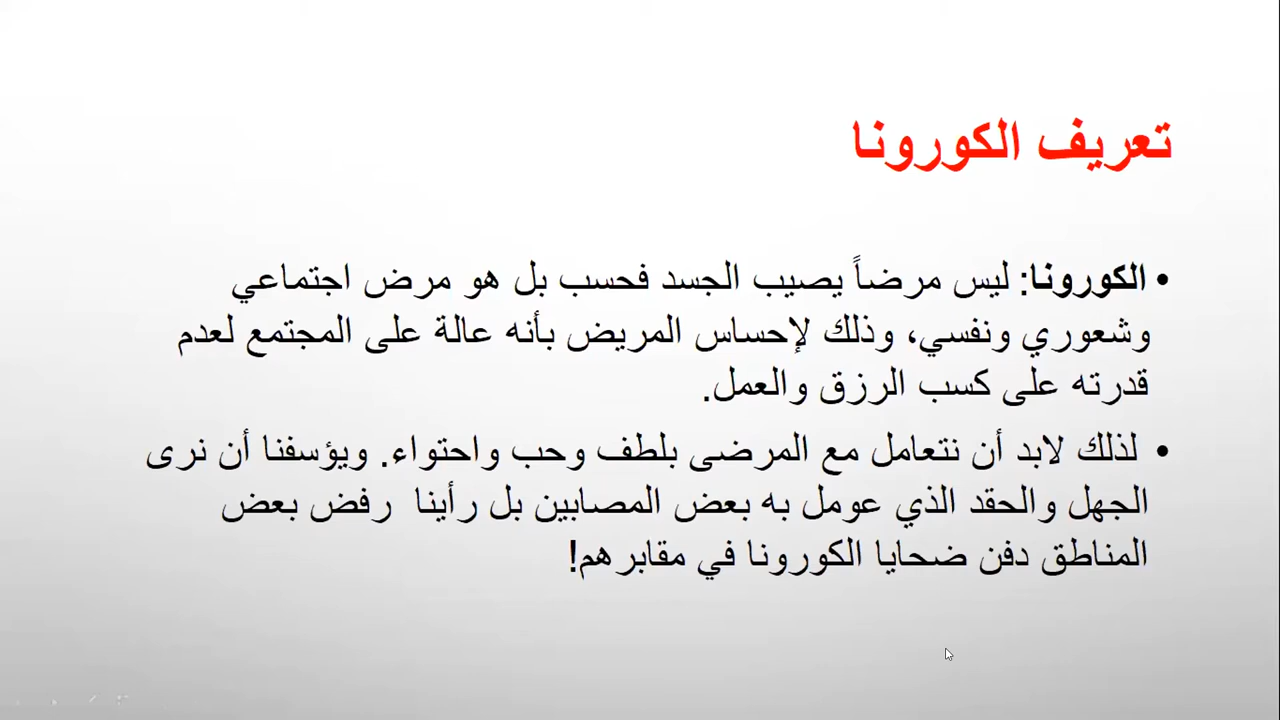 تعريف الكورونا
• الكورونا: ليس مرضاً يصيب الجسد فحسب بل هو مرض اجتماعي
وشعوري ونفسي، وذلك لإحساس المريض بأنه عالة على المجتمع لعدم
قدرته على كسب الرزق والعمل.
• لذلك لابد أن نتعامل مع المرضى بلطف وحب واحتواء. ويؤسفنا أن نرى
الجهل والحقد الذي عومل به بعض المصابين بل رأينا رفض بعض
المناطق دفن ضحايا الكورونا في مقابرهم!